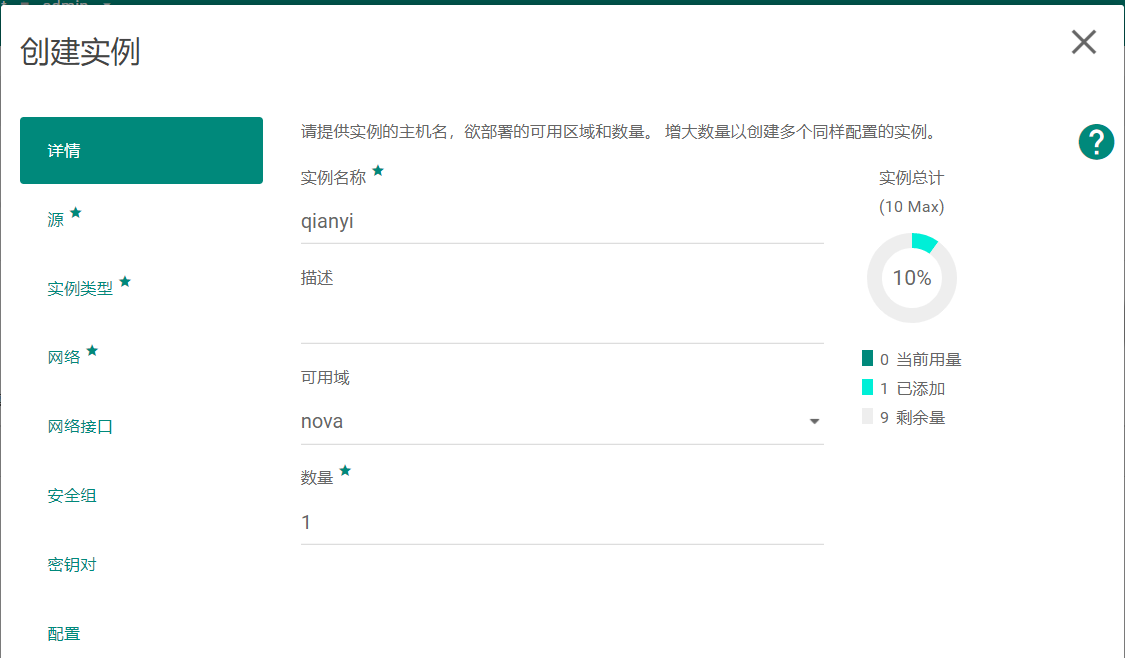 创建实例
详情
源
实例类型
网络
网络接口
安全组
密钥对
配置
请提供实例的主机名，欲部署的可用区域和数量。 增大数量以创建多个同样配置的实例。
实例名称
qianyi
描述
可用域
nova
数量
1
实例总计
(10 Max)
10%
0 当前用量
1 已添加
9 剩余量
?